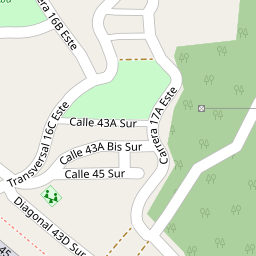 Carrera 16B Este
Transversal 16C Este
Calle 43A Sur
Carrera 17A Este
Calle 43A Bis Sur
Calle 45 Sur
Diagonal 43D Sur